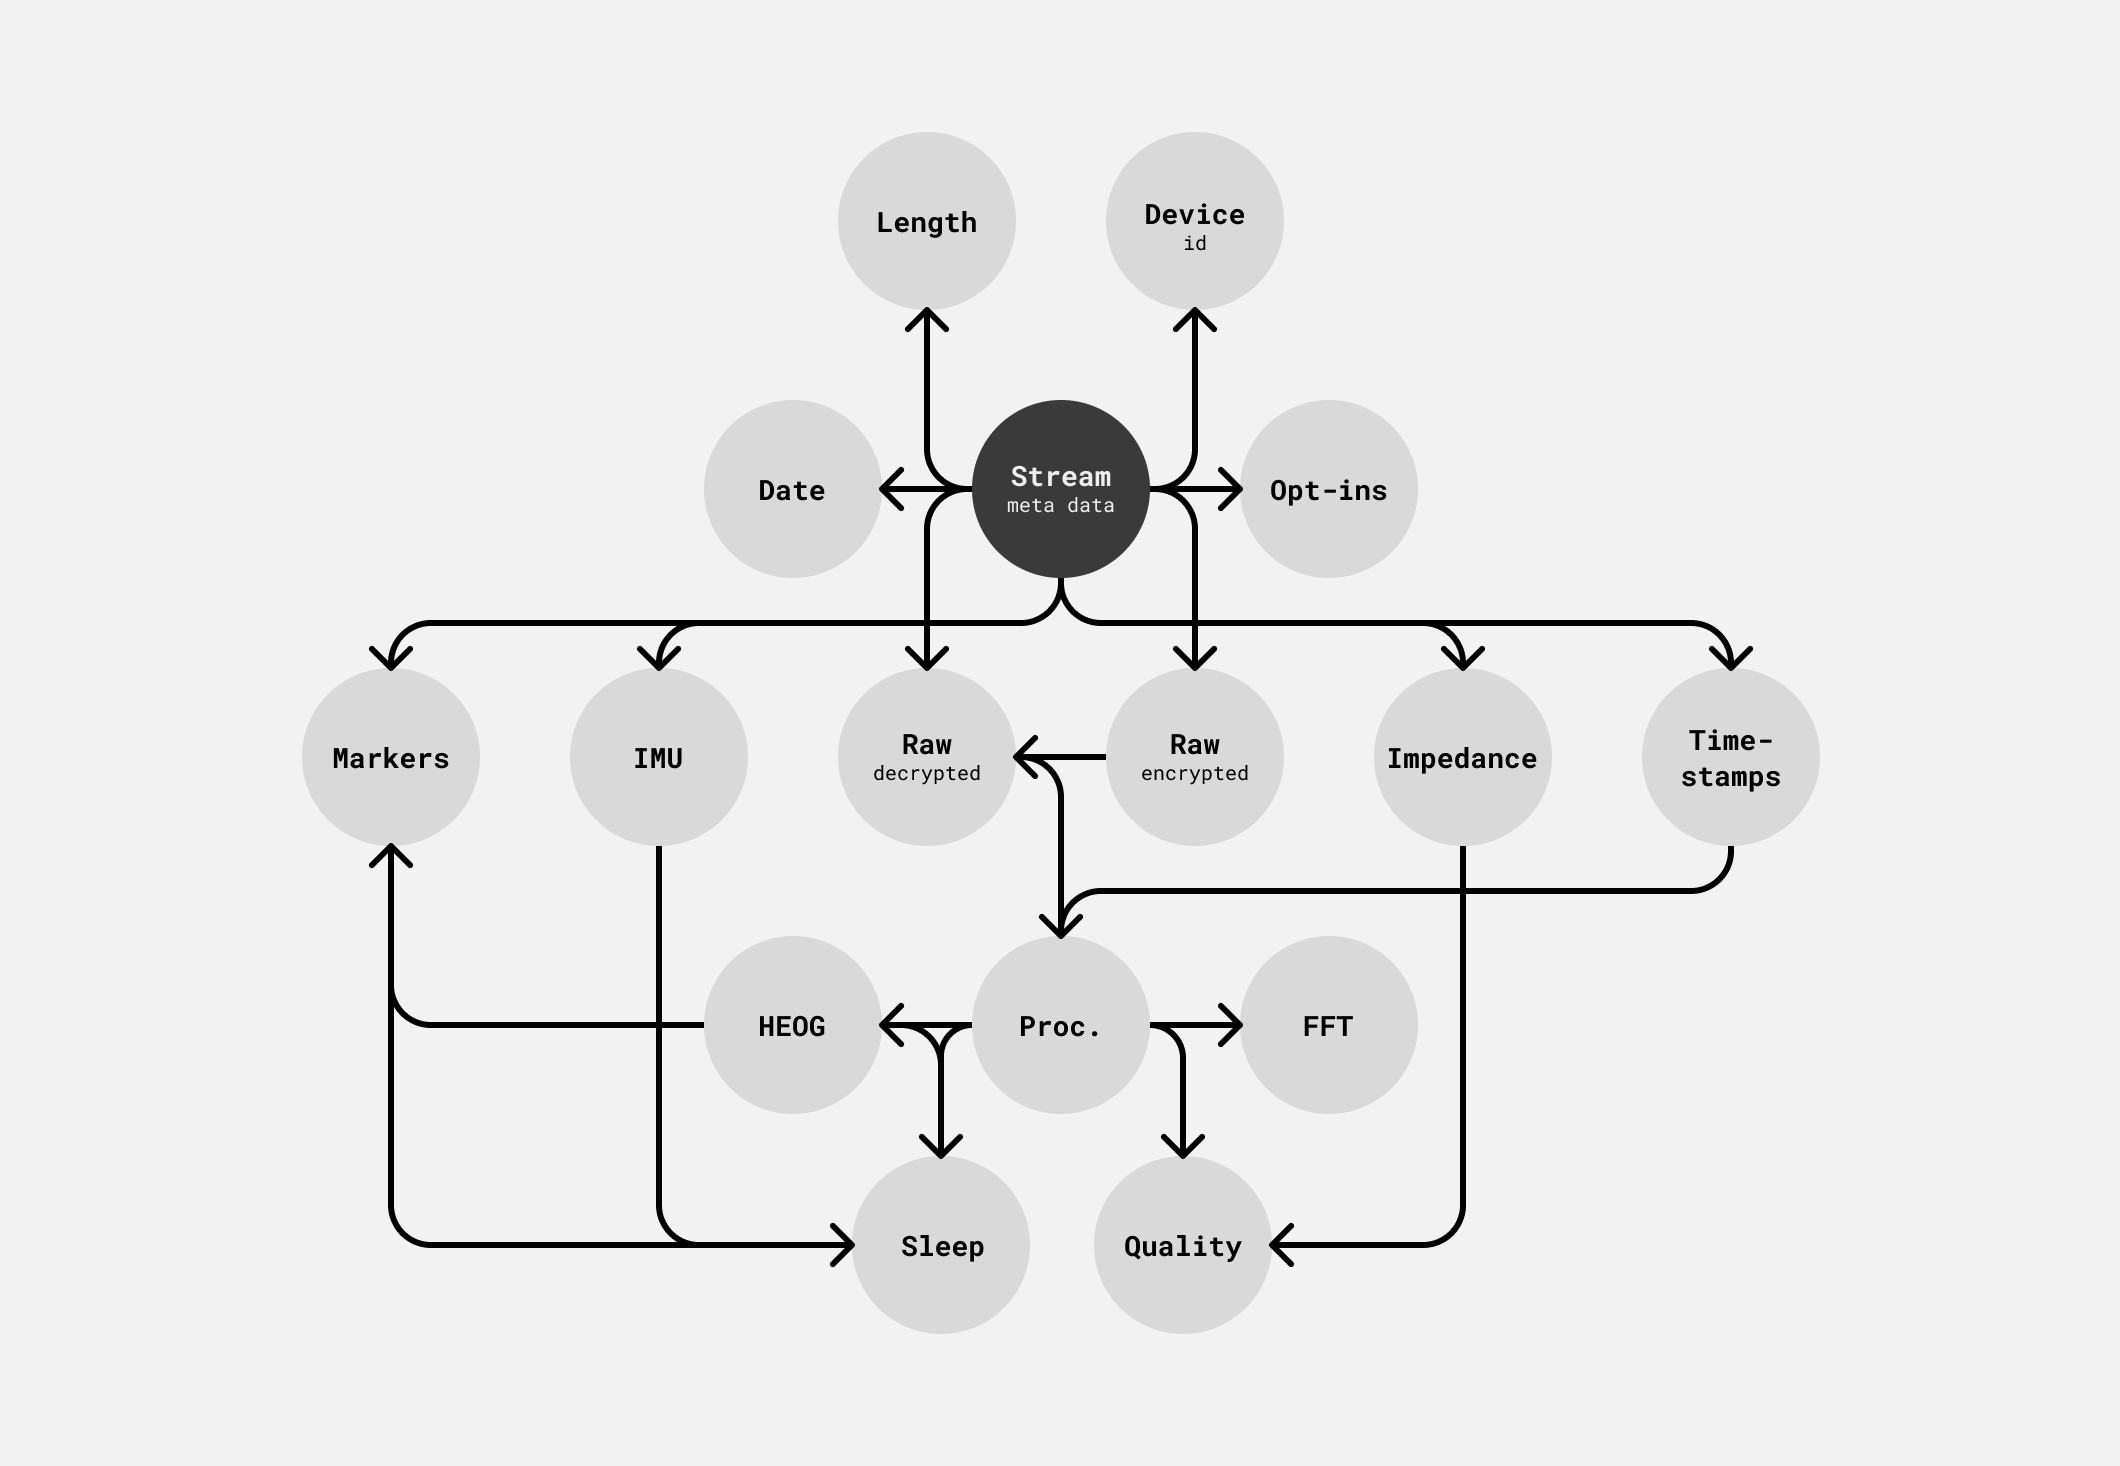 Length
Device
id
Date
Stream
meta data
Opt-ins
Markers
IMU
Raw
decrypted
Raw
encrypted
Impedance
Time-
stamps
HEOG
Proc.
FFT
Sleep
Quality